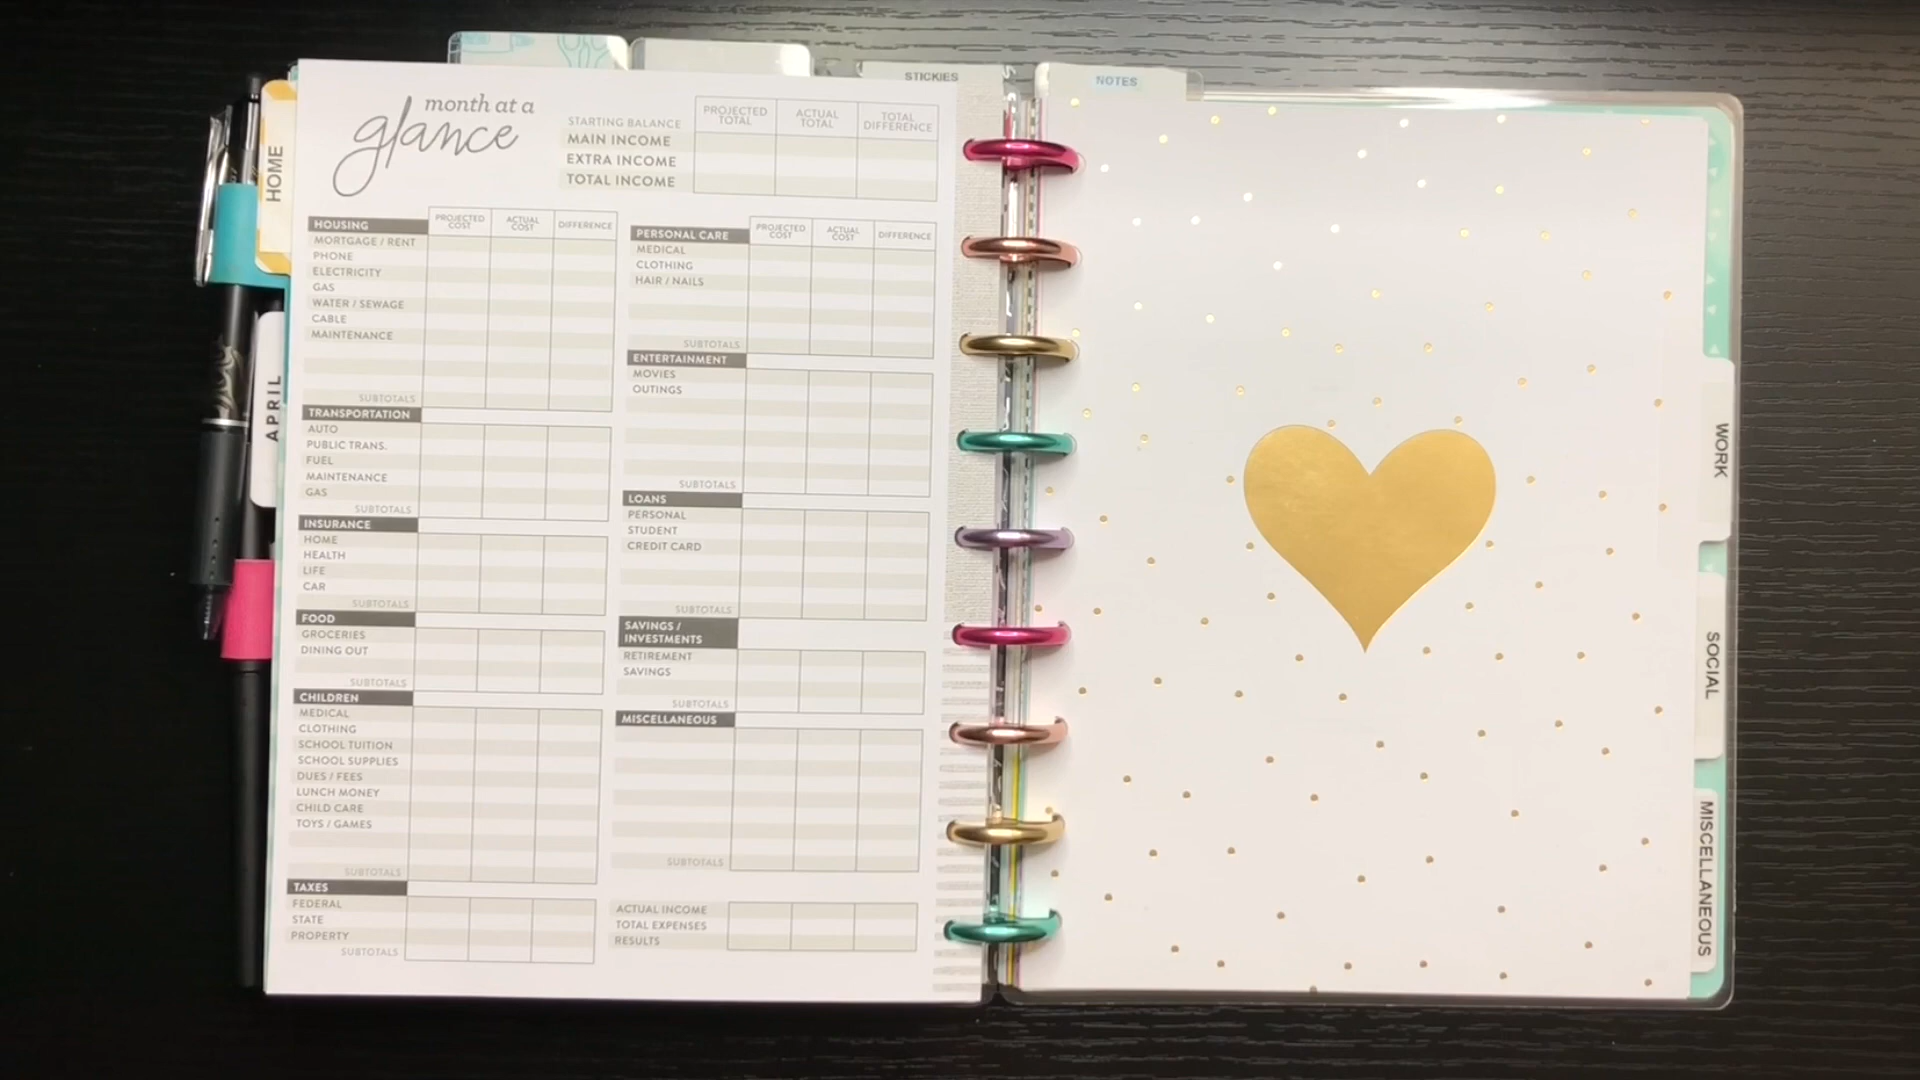 STICKIES
NOTES
HOME
APRIL
month at a
glance
PROJECTED TOTAL
ACTUAL TOTAL
TOTAL DIFFERENCE
STARTING BALANCE
MAIN INCOME
EXTRA INCOME
TOTAL INCOME
HOUSING
PROJECTED COST
ACTUAL COST
DIFFERENCE
MORTGAGE / RENT
PHONE
ELECTRICITY
GAS
WATER / SEWAGE
CABLE
MAINTENANCE
SUBTOTALS
TRANSPORTATION
AUTO
PUBLIC TRANS.
FUEL
MAINTENANCE
GAS
SUBTOTALS
INSURANCE
HOME
HEALTH
LIFE
CAR
SUBTOTALS
FOOD
GROCERIES
DINING OUT
SUBTOTALS
CHILDREN
MEDICAL
CLOTHING
SCHOOL TUITION
SCHOOL SUPPLIES
DUES / FEES
LUNCH MONEY
CHILD CARE
TOYS / GAMES
SUBTOTALS
TAXES
FEDERAL
STATE
PROPERTY
SUBTOTALS
PERSONAL CARE
PROJECTED COST
ACTUAL COST
DIFFERENCE
MEDICAL
CLOTHING
HAIR / NAILS
SUBTOTALS
ENTERTAINMENT
MOVIES
OUTINGS
SUBTOTALS
LOANS
PERSONAL
STUDENT
CREDIT CARD
SUBTOTALS
SAVINGS /
INVESTMENTS
RETIREMENT
SAVINGS
SUBTOTALS
MISCELLANEOUS
SUBTOTALS
ACTUAL INCOME
TOTAL EXPENSES
RESULTS
WORK
SOCIAL
MISCELLANEOUS